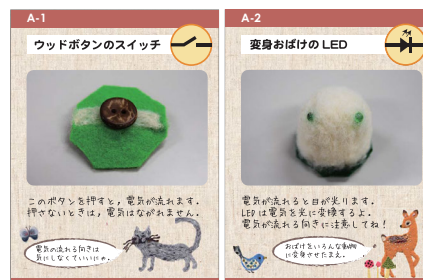 A-1
ウッドボタンのスイッチ
このボタンを押すと，電気が流れます．
押さないときは，電気はながれません．
電気の流れる向きは
気にしなくていいにゃ．
A-2
変身おばけのLED
電気が流れると目が光ります．
LEDは電気を光に変換するよ．
電気が流れる向きに注意してね！
おばけをいろんな動物
に変身させたまえ．